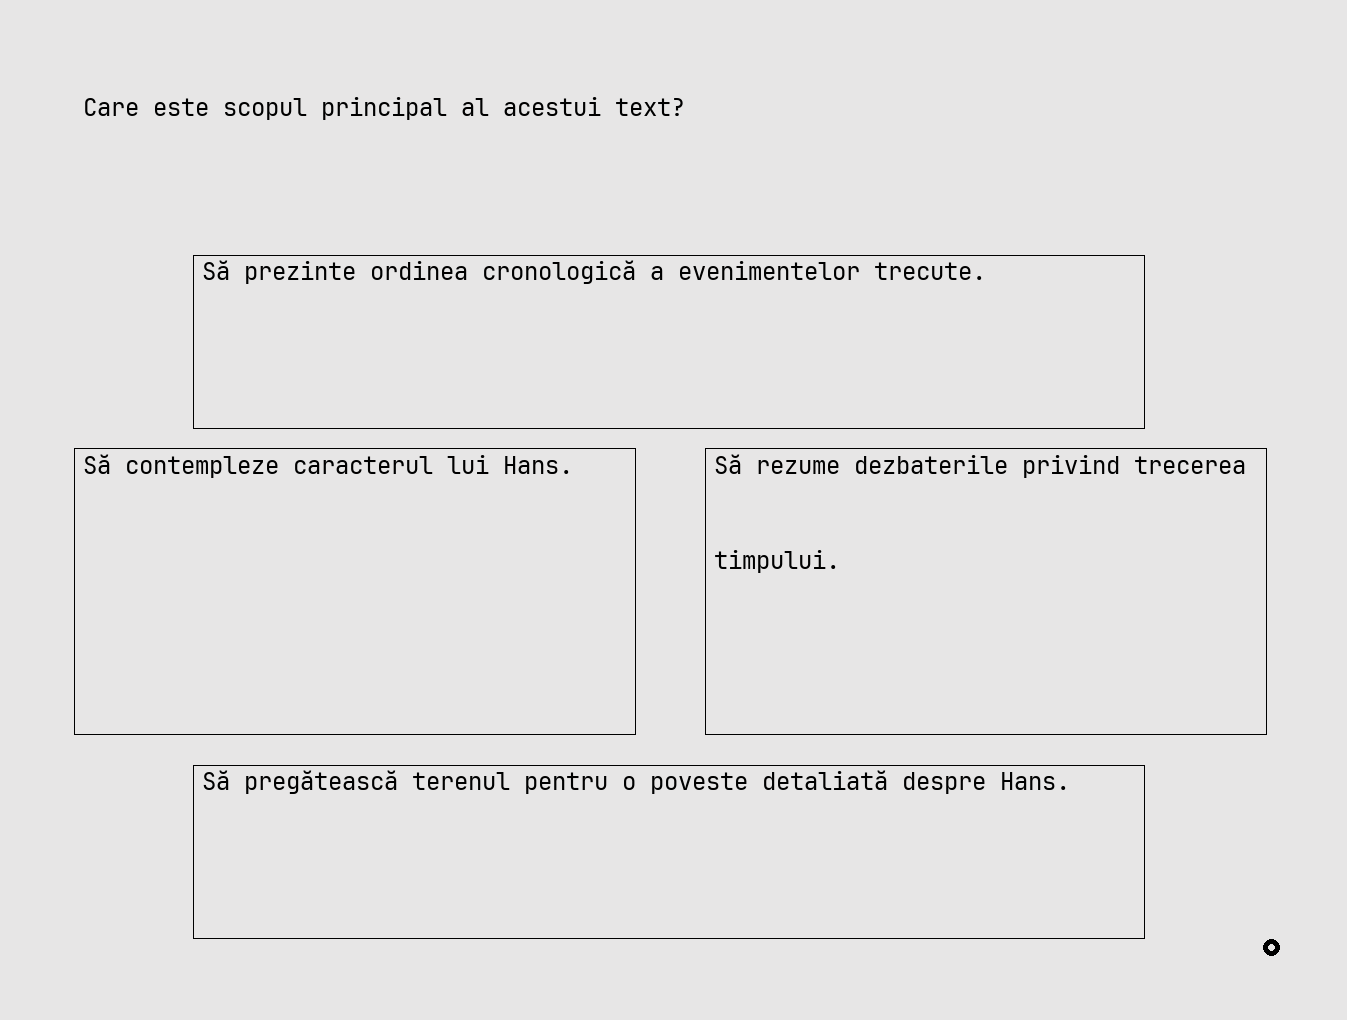 Care este scopul principal al acestui text?
Să prezinte ordinea cronologică a evenimentelor trecute.
Să contempleze caracterul lui Hans.
Să rezume dezbaterile privind trecerea
timpului.
Să pregătească terenul pentru o poveste detaliată despre Hans.